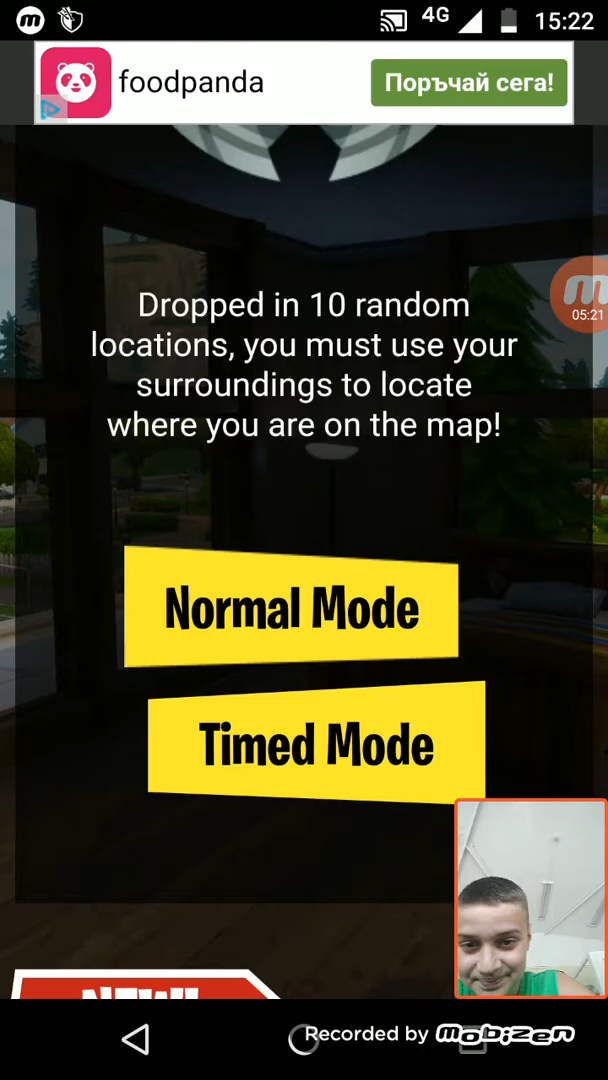 4G 15:22
foodpanda
Поръчай сега!
Dropped in 10 random
locations, you must use your
surroundings to locate
where you are on the map!
05:21
Normal Mode
Timed Mode
NEW!
Recorded by mobizen